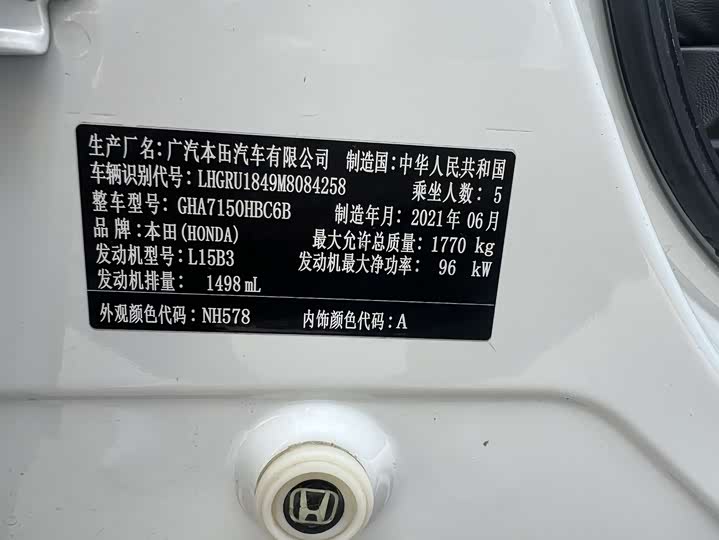 生产厂名:广汽本田汽车有限公司 制造国:中华人民共和国
车辆识别代号:LHGRU1849M8084258 乘坐人数:5
整车型号:GHA7150HBC6B 制造年月:2021年06月
品 牌:本田(HONDA) 最大允许总质量:1770 kg
发动机型号:L15B3 发动机最大净功率: 96 kW
发动机排量: 1498 mL
外观颜色代码: NH578 内饰颜色代码:A